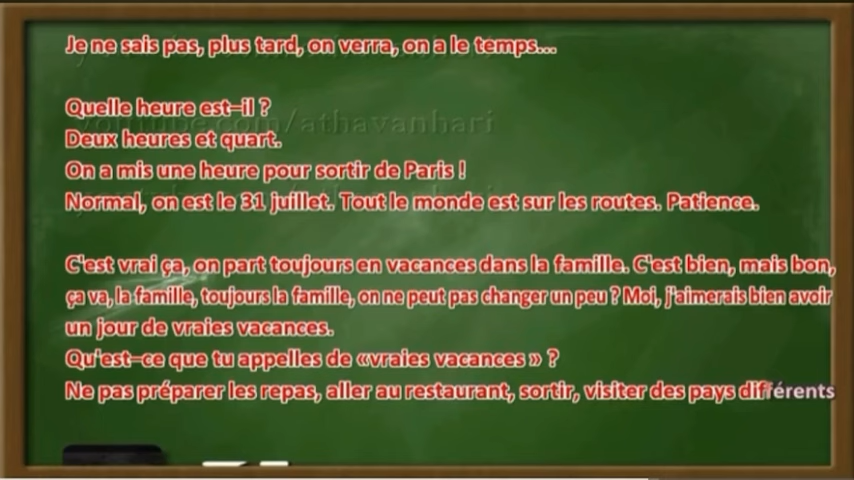 Je ne sais pas, plus tard, on verra, on a le temps...
Quelle heure est-il ?
youtube.com/athavanhari
Deux heures et quart.
On a mis une heure pour sortir de Paris !
Normal, on est le 31 juillet. Tout le monde est sur les routes. Patience.
C'est vrai ça, on part toujours en vacances dans la famille. C'est bien, mais bon,
ça va, la famille, toujours la famille, on ne peut pas changer un peu ? Moi, j'aimerais bien avoir
un jour de vraies vacances.
Qu'est-ce que tu appelles de «vraies vacances » ?
Ne pas préparer les repas, aller au restaurant, sortir, visiter des pays différents